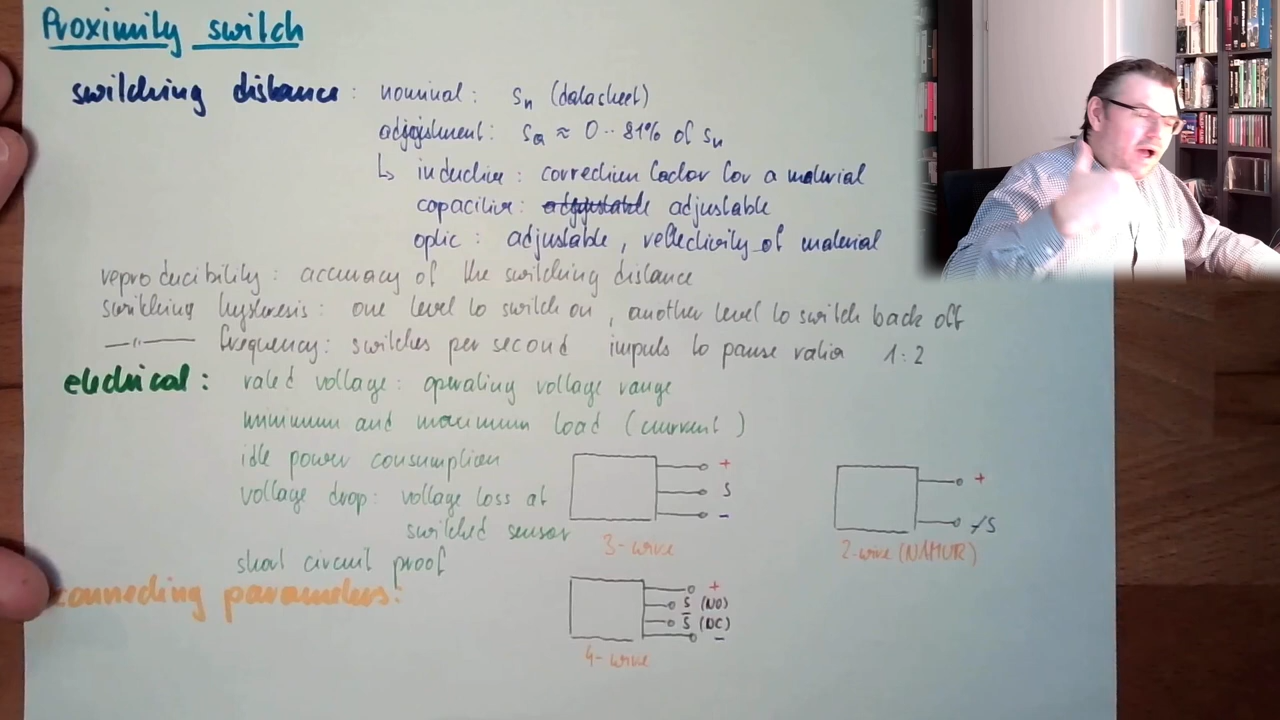 Proximity switch
switching distance: nominal: sn (datasheet)
adjustment: sa ≈ 0..81% of sn
↳ inductive: correction factor for a material
capacitive: adjustable adjustable
optic: adjustable, reflectivity of material
reproducibility: accuracy of the switching distance
switching hysteresis: one level to switch on, another level to switch back off
—"— frequency: switches per second impuls to pause ratio 1:2
electrical: rated voltage: operating voltage range
minimum and maximum load (current)
idle power consumption
voltage drop: voltage loss at
switched sensor
short circuit proof
+
S
-
3-wire
+
-/S
2-wire (NAMUR)
connecting parameters:
+
S (NO)
S̅ (DC)
-
4-wire